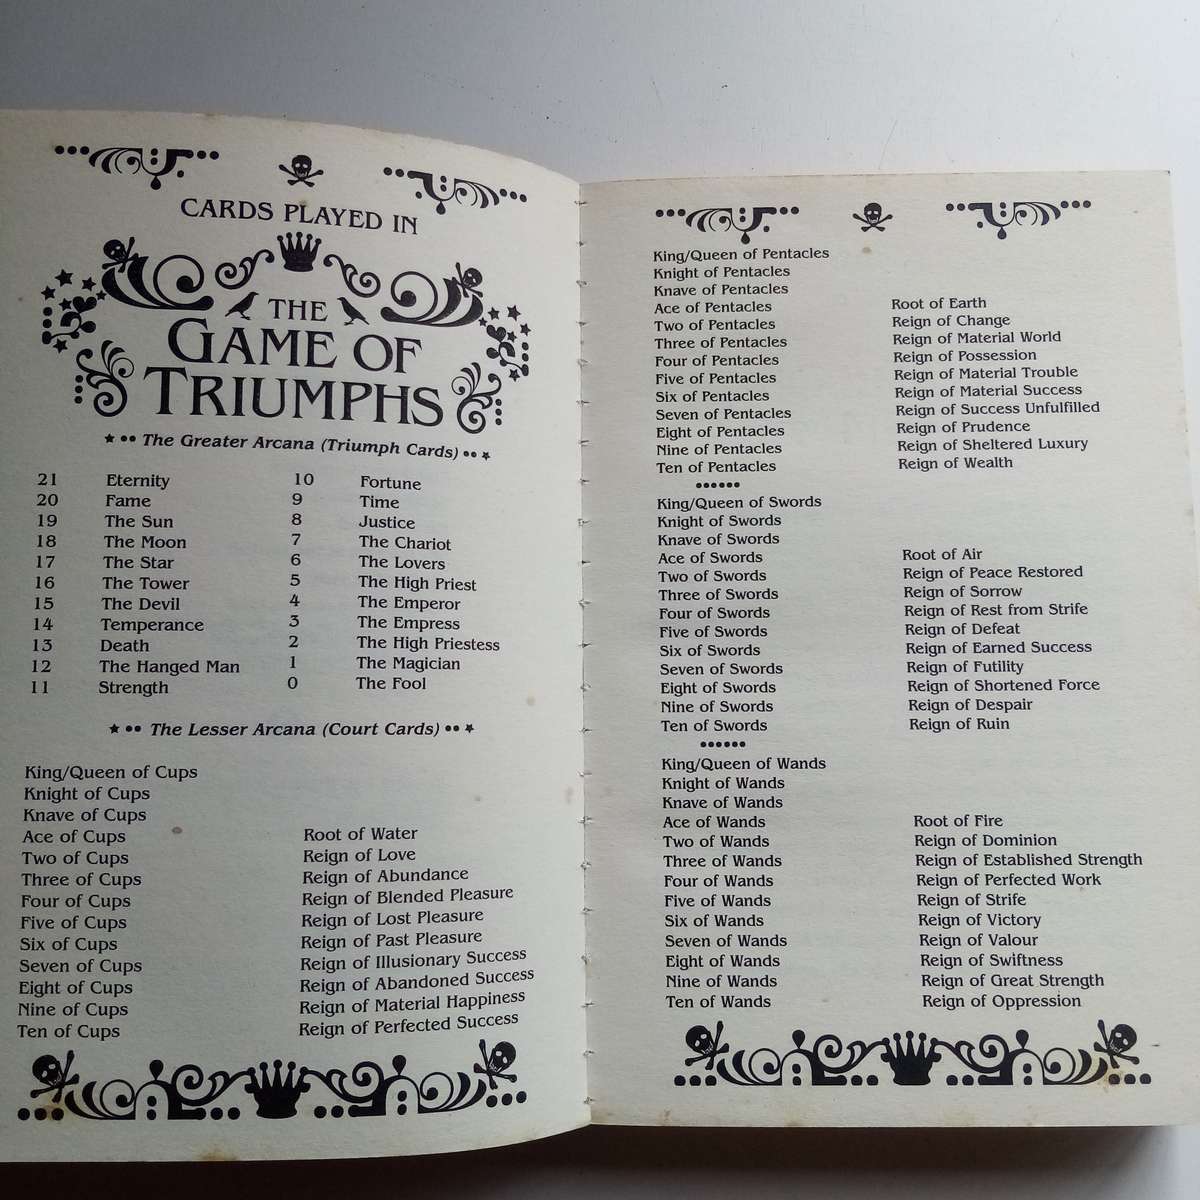 CARDS PLAYED IN
THE
GAME OF
TRIUMPHS
The Greater Arcana (Triumph Cards)
21 Eternity 10 Fortune
20 Fame 9 Time
19 The Sun 8 Justice
18 The Moon 7 The Chariot
17 The Star 6 The Lovers
16 The Tower 5 The High Priest
15 The Devil 4 The Emperor
14 Temperance 3 The Empress
13 Death 2 The High Priestess
12 The Hanged Man 1 The Magician
11 Strength 0 The Fool
The Lesser Arcana (Court Cards)
King/Queen of Cups
Knight of Cups
Knave of Cups
Ace of Cups Root of Water
Two of Cups Reign of Love
Three of Cups Reign of Abundance
Four of Cups Reign of Blended Pleasure
Five of Cups Reign of Lost Pleasure
Six of Cups Reign of Past Pleasure
Seven of Cups Reign of Illusionary Success
Eight of Cups Reign of Abandoned Success
Nine of Cups Reign of Material Happiness
Ten of Cups Reign of Perfected Success
King/Queen of Pentacles
Knight of Pentacles
Knave of Pentacles
Ace of Pentacles Root of Earth
Two of Pentacles Reign of Change
Three of Pentacles Reign of Material World
Four of Pentacles Reign of Possession
Five of Pentacles Reign of Material Trouble
Six of Pentacles Reign of Material Success
Seven of Pentacles Reign of Success Unfulfilled
Eight of Pentacles Reign of Prudence
Nine of Pentacles Reign of Sheltered Luxury
Ten of Pentacles Reign of Wealth
King/Queen of Swords
Knight of Swords
Knave of Swords
Ace of Swords Root of Air
Two of Swords Reign of Peace Restored
Three of Swords Reign of Sorrow
Four of Swords Reign of Rest from Strife
Five of Swords Reign of Defeat
Six of Swords Reign of Earned Success
Seven of Swords Reign of Futility
Eight of Swords Reign of Shortened Force
Nine of Swords Reign of Despair
Ten of Swords Reign of Ruin
King/Queen of Wands
Knight of Wands
Knave of Wands
Ace of Wands Root of Fire
Two of Wands Reign of Dominion
Three of Wands Reign of Established Strength
Four of Wands Reign of Perfected Work
Five of Wands Reign of Strife
Six of Wands Reign of Victory
Seven of Wands Reign of Valour
Eight of Wands Reign of Swiftness
Nine of Wands Reign of Great Strength
Ten of Wands Reign of Oppression